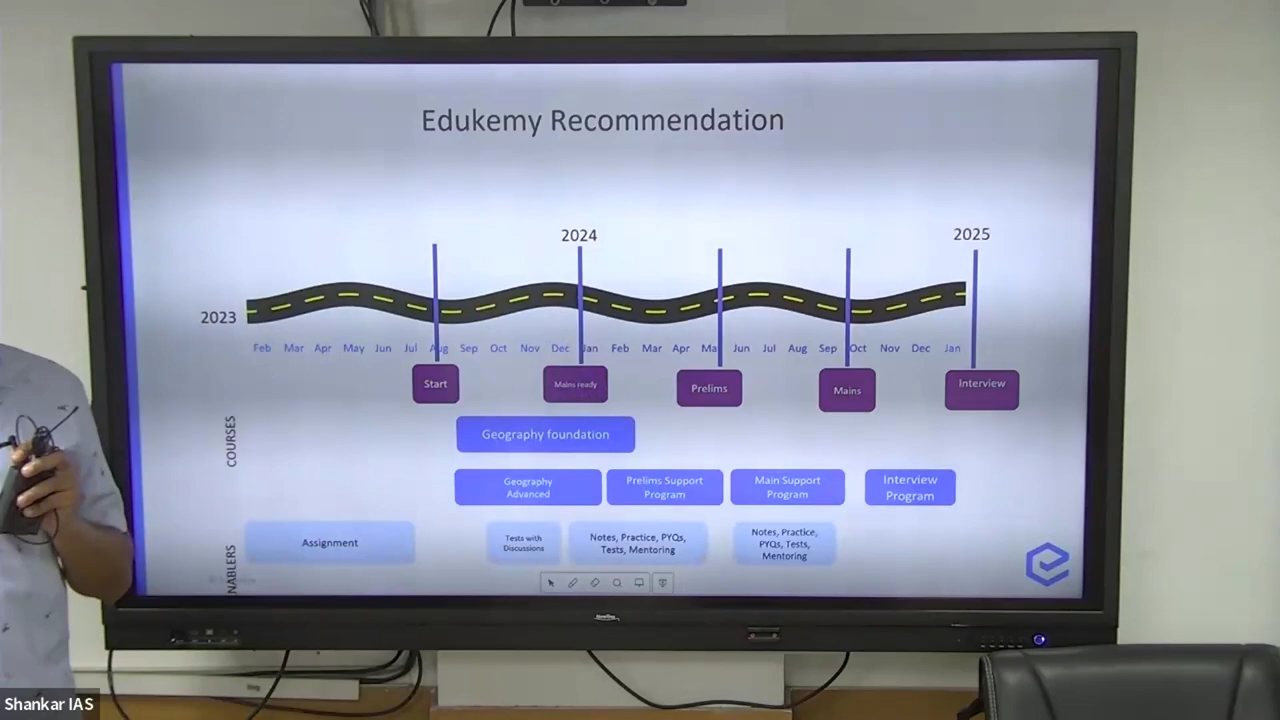 Edukemy Recommendation
2024
2025
2023
Feb Mar Apr May Jun Jul Aug Sep Oct Nov Dec Jan Feb Mar Apr May Jun Jul Aug Sep Oct Nov Dec Jan
Start
Mains ready
Prelims
Mains
Interview
COURSES
Geography foundation
Geography
Advanced
Prelims Support
Program
Main Support
Program
Interview
Program
NABLERS
Assignment
Tests with
Discussions
Notes, Practice, PYQs,
Tests, Mentoring
Notes, Practice,
PYQs, Tests,
Mentoring
Shankar IAS